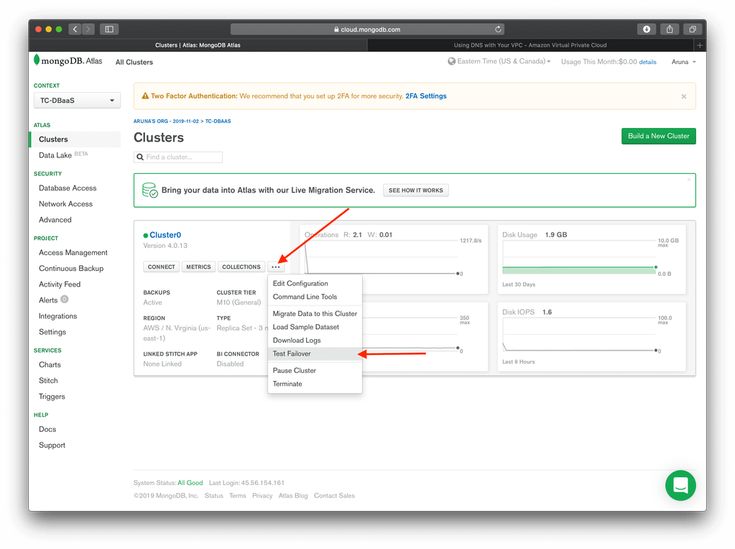 cloud.mongodb.com
Clusters | Atlas: MongoDB Atlas
Using DNS with Your VPC - Amazon Virtual Private Cloud
mongoDB. Atlas
All Clusters
Eastern Time (US & Canada)
Usage This Month:$0.00 details
Aruna
CONTEXT
TC-DBaaS
ATLAS
Clusters
Data Lake BETA
SECURITY
Database Access
Network Access
Advanced
PROJECT
Access Management
Continuous Backup
Activity Feed
Alerts 0
Integrations
Settings
SERVICES
Charts
Stitch
Triggers
HELP
Docs
Support
Two-Factor Authentication: We recommend that you set up 2FA for more security. 2FA Settings
ARUNA'S ORG - 2019-11-02 > TC-DBAAS
Clusters
Build a New Cluster
Find a cluster...
Bring your data into Atlas with our Live Migration Service.
SEE HOW IT WORKS
Cluster0
Version 4.0.13
CONNECT
METRICS
COLLECTIONS
...
BACKUPS
Active
CLUSTER TIER
M10 (General)
REGION
AWS / N. Virginia (us-
east-1)
TYPE
Replica Set - 3
LINKED STITCH APP
None Linked
BI CONNECTOR
Disabled
Edit Configuration
Command Line Tools
Migrate Data to this Cluster
Load Sample Dataset
Download Logs
Test Failover
Pause Cluster
Terminate
Operations R: 2.1 W: 0.01
1217.8/s
0
350
max
0
Disk Usage 1.9 GB
10.0 GB
max
0.0 B
Last 30 Days
Disk IOPS 1.6
100.0
max
0
Last 8 Hours
System Status: All Good Last Login: 45.56.154.161
©2019 MongoDB, Inc. Status Terms Privacy Atlas Blog Contact Sales